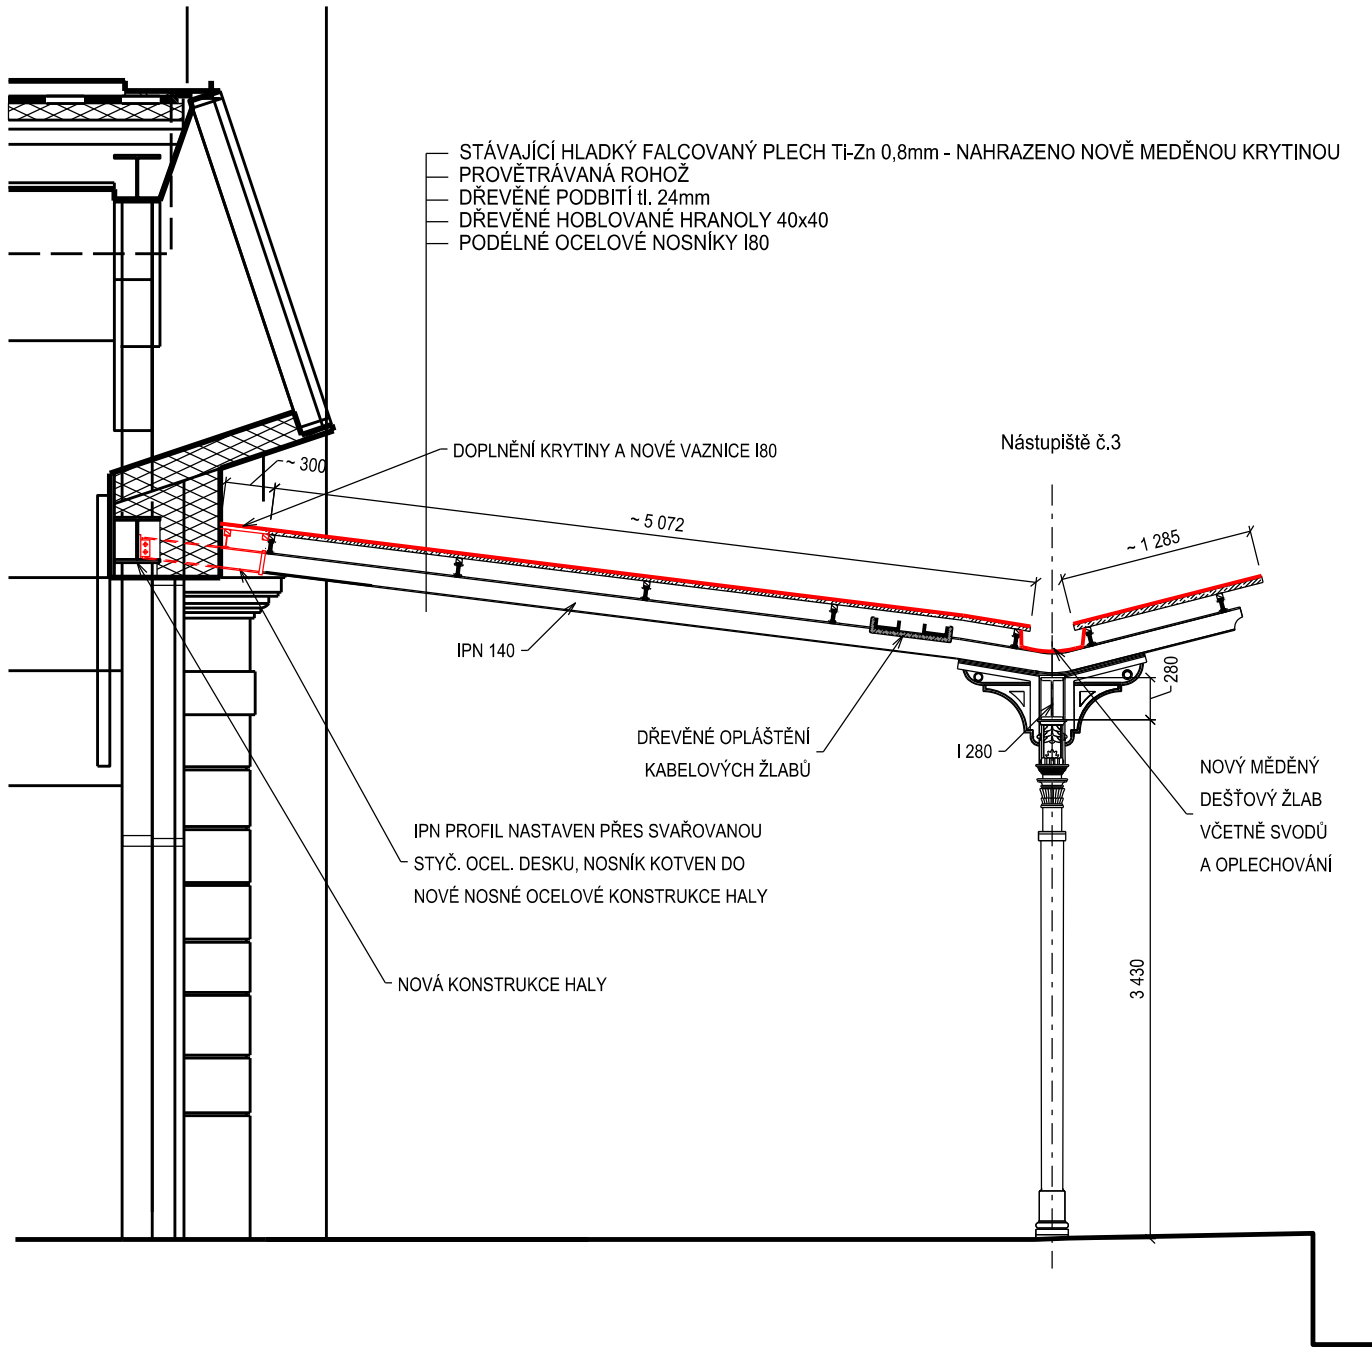 STÁVAJÍCÍ HLADKÝ FALCOVANÝ PLECH Ti-Zn 0,8mm - NAHRAZENO NOVĚ MEDĚNOU KRYTINOU
PROVĚTRÁVANÁ ROHOŽ
DŘEVĚNÉ PODBITÍ tl. 24mm
DŘEVĚNÉ HOBLOVANÉ HRANOLY 40x40
PODÉLNÉ OCELOVÉ NOSNÍKY I80
DOPLNĚNÍ KRYTINY A NOVÉ VAZNICE I80
Nástupiště č.3
~ 300
~ 5 072
~ 1 285
IPN 140
280
DŘEVĚNÉ OPLÁŠTĚNÍ
KABELOVÝCH ŽLABŮ
I 280
NOVÝ MĚDĚNÝ
DEŠŤOVÝ ŽLAB
VČETNĚ SVODŮ
A OPLECHOVÁNÍ
IPN PROFIL NASTAVEN PŘES SVAŘOVANOU
STYČ. OCEL. DESKU, NOSNÍK KOTVEN DO
NOVÉ NOSNÉ OCELOVÉ KONSTRUKCE HALY
NOVÁ KONSTRUKCE HALY
3 430